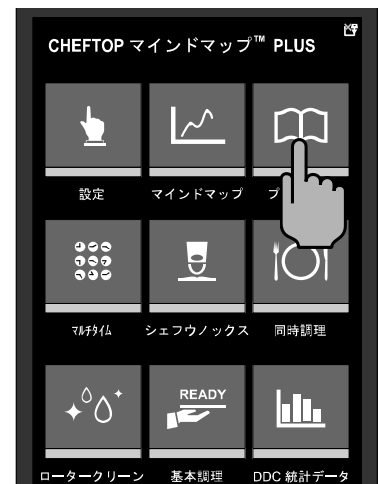 CHEFTOP マインドマップ™ PLUS
設定 マインドマップ プ
READY
ﾏﾙﾁﾀｲﾑ シェフウノックス 同時調理
ロータークリーン 基本調理 DDC 統計データ